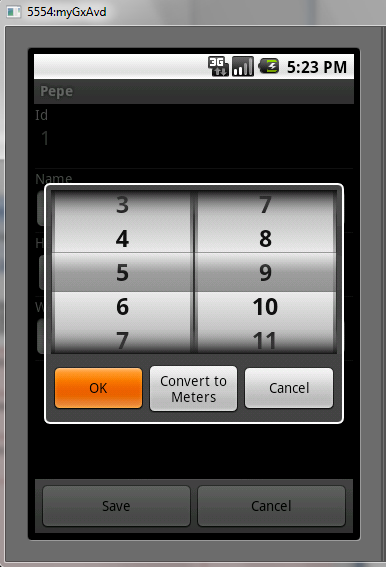 5554:myGxAvd
3G 5:23 PM
Pepe
Id
1
Name
H
W
3 7
4 8
5 9
6 10
7 11
OK
Convert to
Meters
Cancel
Save
Cancel